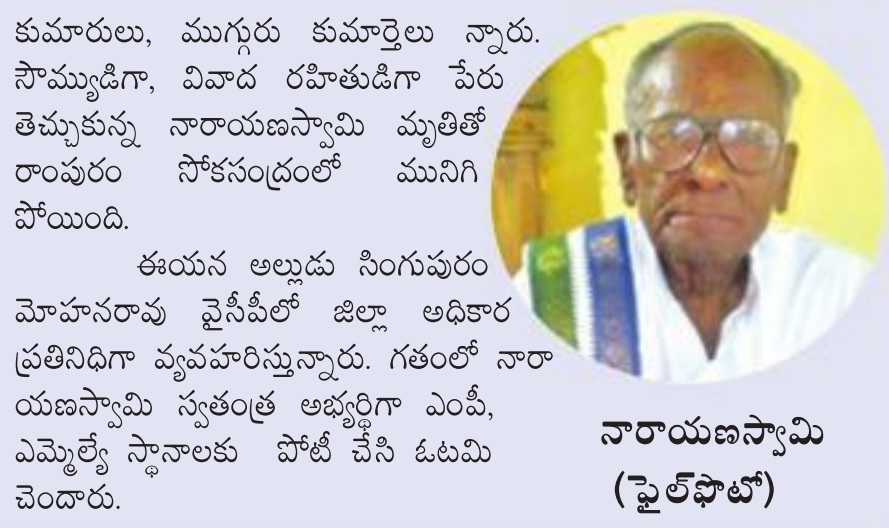 కుమారులు, ముగ్గురు కుమార్తెలు న్నారు.
సౌమ్యుడిగా, వివాద రహితుడిగా పేరు
తెచ్చుకున్న నారాయణస్వామి మృతితో
రాంపురం సోకసంద్రంలో మునిగి
పోయింది.
ఈయన అల్లుడు సింగుపురం
మోహనరావు వైసీపీలో జిల్లా అధికార
ప్రతినిధిగా వ్యవహరిస్తున్నారు. గతంలో నారా
యణస్వామి స్వతంత్ర అభ్యర్థిగా ఎంపీ,
ఎమ్మెల్యే స్థానాలకు పోటీ చేసి ఓటమి
చెందారు.
నారాయణస్వామి
(ఫైల్‌ఫొటో)